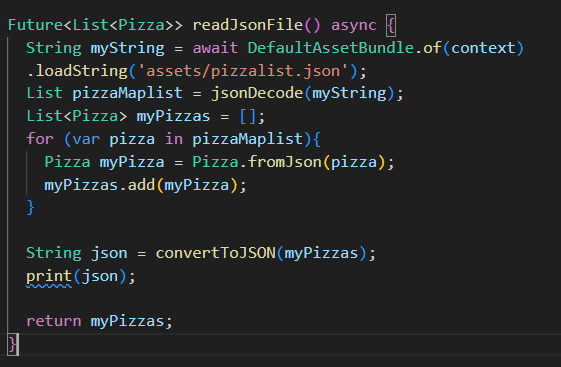 Future<List<Pizza>> readJsonFile() async {
  String myString = await DefaultAssetBundle.of(context)
  .loadString('assets/pizzalist.json');
  List pizzaMaplist = jsonDecode(myString);
  List<Pizza> myPizzas = [];
  for (var pizza in pizzaMaplist){
    Pizza myPizza = Pizza.fromJson(pizza);
    myPizzas.add(myPizza);
  }

  String json = convertToJSON(myPizzas);
  print(json);

  return myPizzas;
}